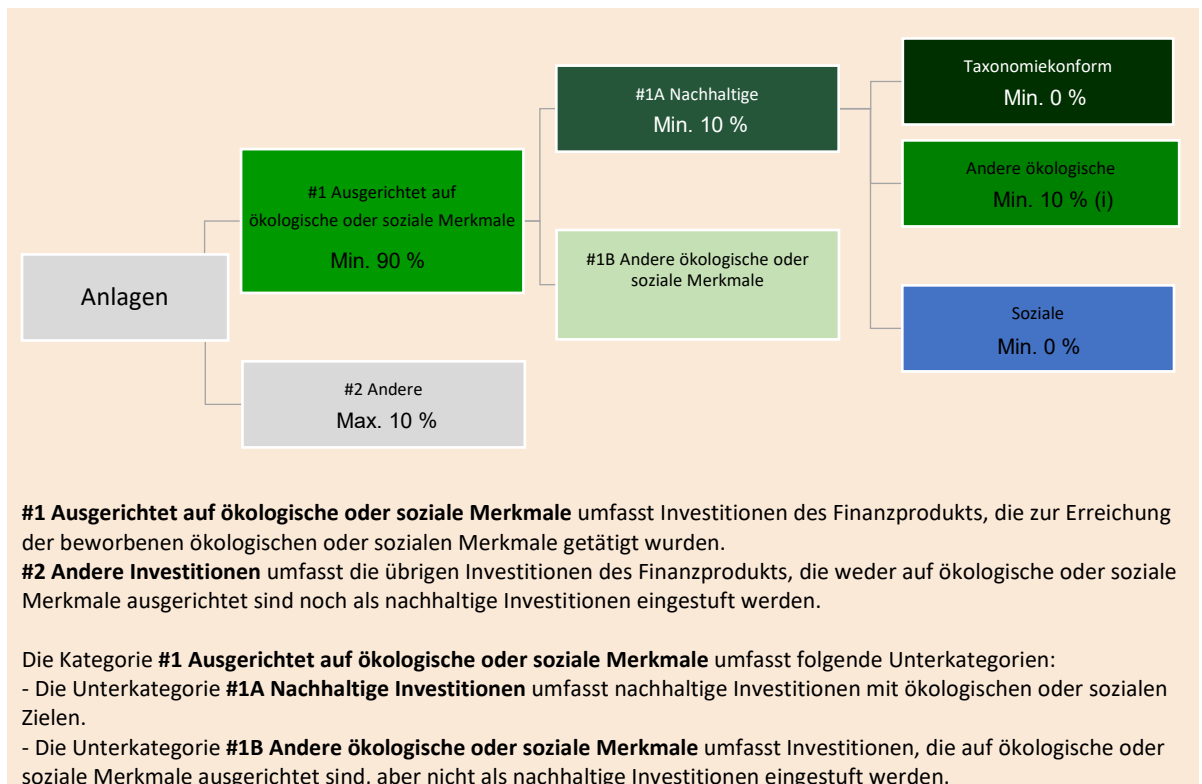 Taxonomiekonform
Min. 0 %
#1A Nachhaltige
Min. 10 %
Andere ökologische
Min. 10 % (i)
#1 Ausgerichtet auf
ökologische oder soziale Merkmale
Min. 90 %
#1B Andere ökologische oder
soziale Merkmale
Anlagen
Soziale
Min. 0 %
#2 Andere
Max. 10 %
#1 Ausgerichtet auf ökologische oder soziale Merkmale umfasst Investitionen des Finanzprodukts, die zur Erreichung
der beworbenen ökologischen oder sozialen Merkmale getätigt wurden.
#2 Andere Investitionen umfasst die übrigen Investitionen des Finanzprodukts, die weder auf ökologische oder soziale
Merkmale ausgerichtet sind noch als nachhaltige Investitionen eingestuft werden.
Die Kategorie #1 Ausgerichtet auf ökologische oder soziale Merkmale umfasst folgende Unterkategorien:
- Die Unterkategorie #1A Nachhaltige Investitionen umfasst nachhaltige Investitionen mit ökologischen oder sozialen
Zielen.
- Die Unterkategorie #1B Andere ökologische oder soziale Merkmale umfasst Investitionen, die auf ökologische oder
soziale Merkmale ausgerichtet sind, aber nicht als nachhaltige Investitionen eingestuft werden.